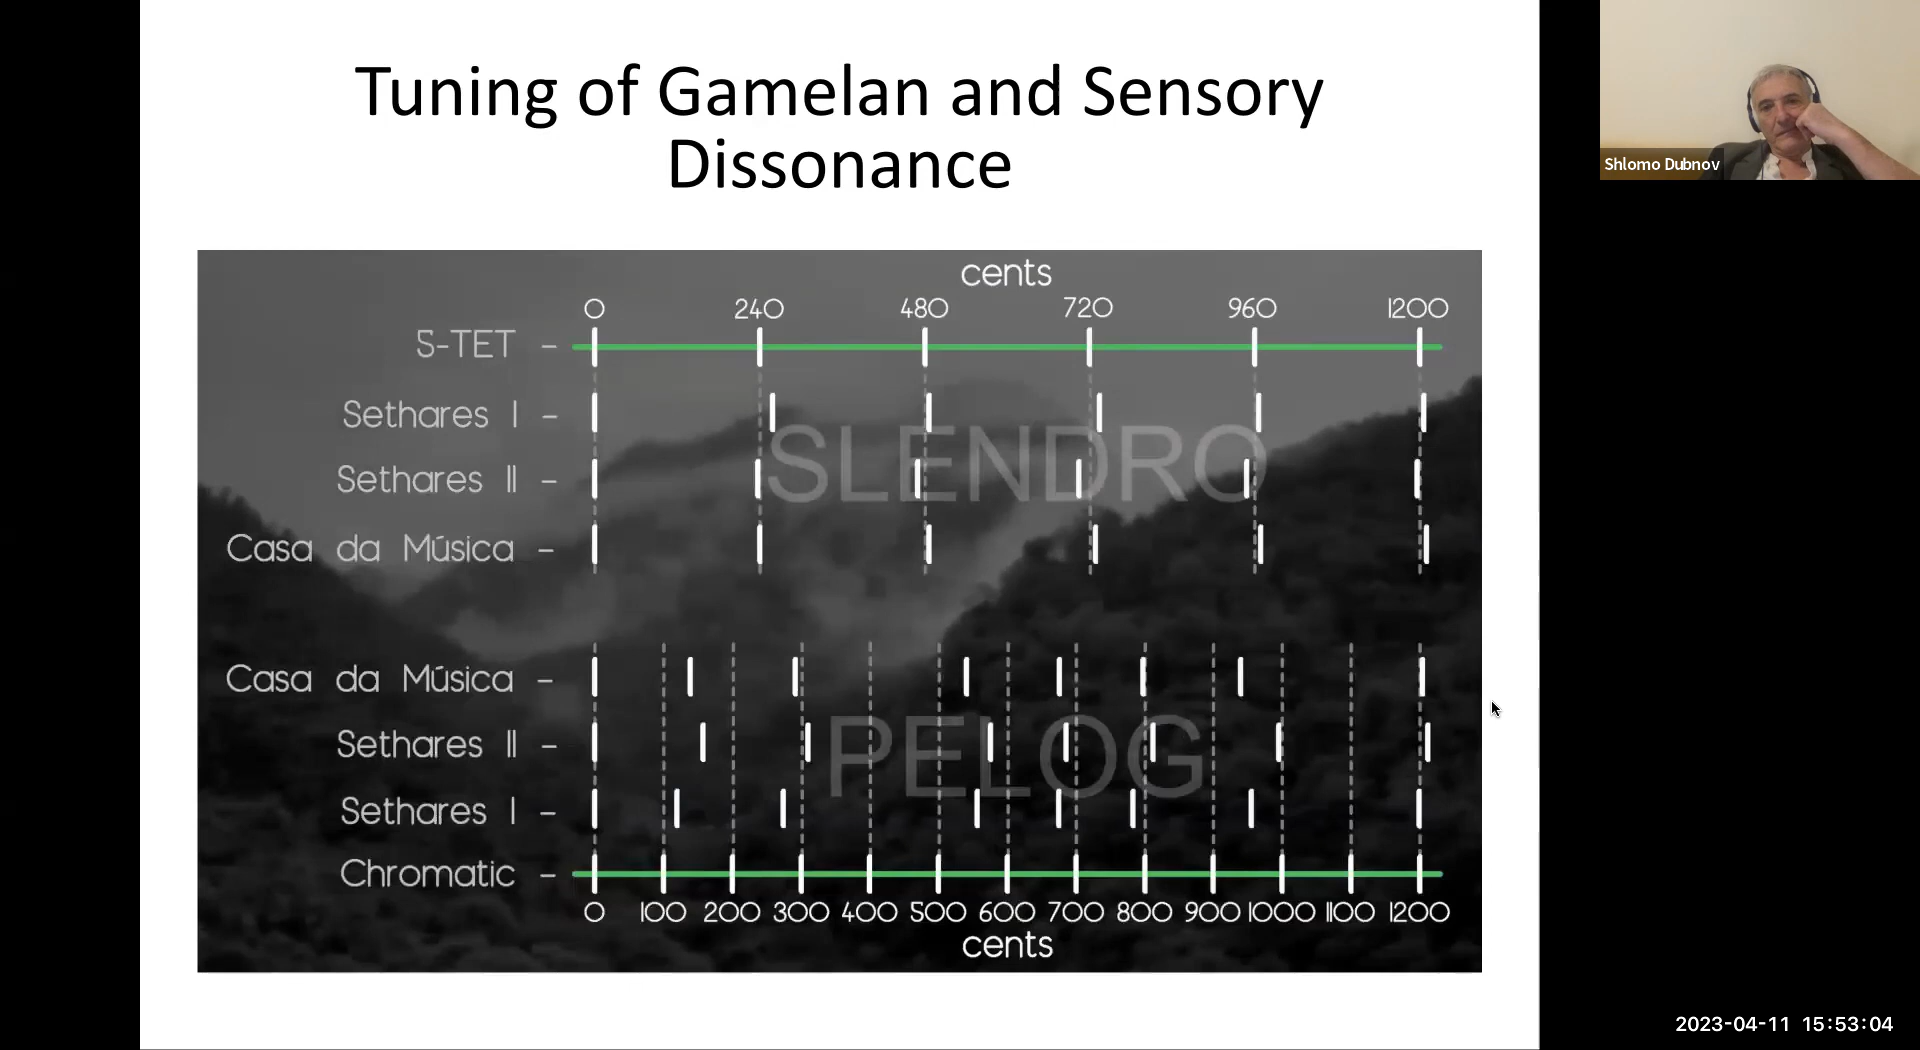 Tuning of Gamelan and Sensory
Dissonance
cents
0 240 480 720 960 1200
5-TET –
Sethares I –
SLENDRO
Sethares II –
Casa da Música –
Casa da Música –
PELOG
Sethares II –
Sethares I –
Chromatic –
0 100 200 300 400 500 600 700 800 900 1000 1100 1200
cents
Shlomo Dubnov
2023-04-11 15:53:04